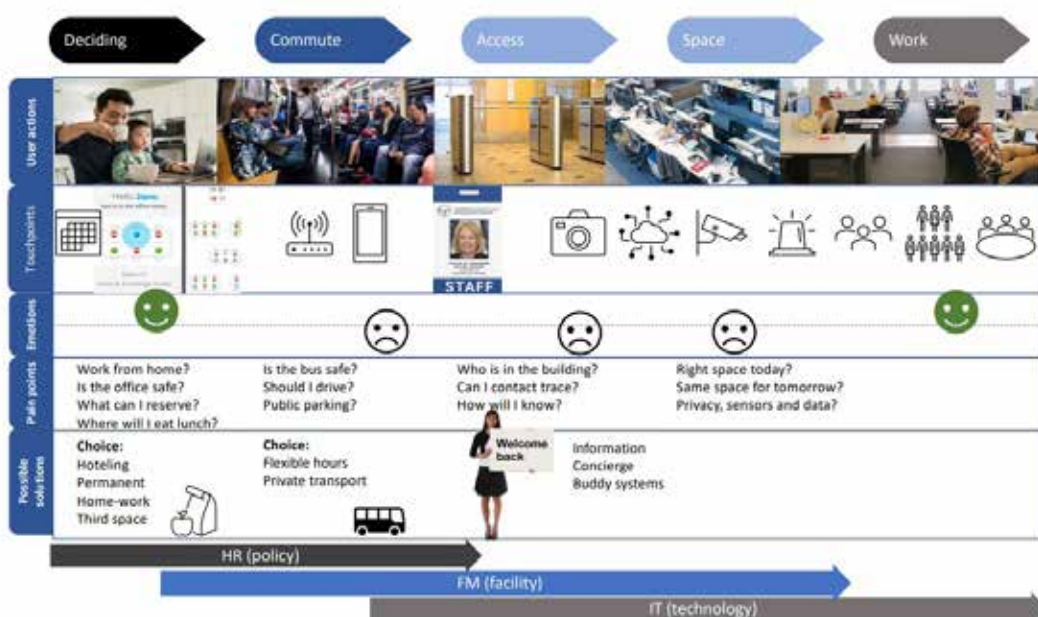 Deciding
Commute
Access
Space
Work
User actions
Touchpoints
STAFF
Emotions
Pain points
Work from home?
Is the office safe?
What can I reserve?
Where will I eat lunch?
Is the bus safe?
Should I drive?
Public parking?
Who is in the building?
Can I contact trace?
How will I know?
Right space today?
Same space for tomorrow?
Privacy, sensors and data?
Possible
solutions
Choice:
Hoteling
Permanent
Home-work
Third space
Choice:
Flexible hours
Private transport
Welcome
back
Information
Concierge
Buddy systems
HR (policy)
FM (facility)
IT (technology)